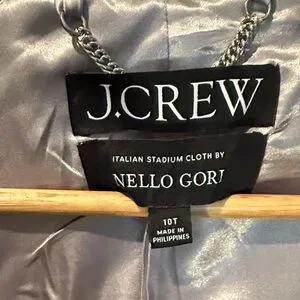 J.CREW
ITALIAN STADIUM CLOTH BY
NELLO GORI
10T
MADE IN
PHILIPPINES